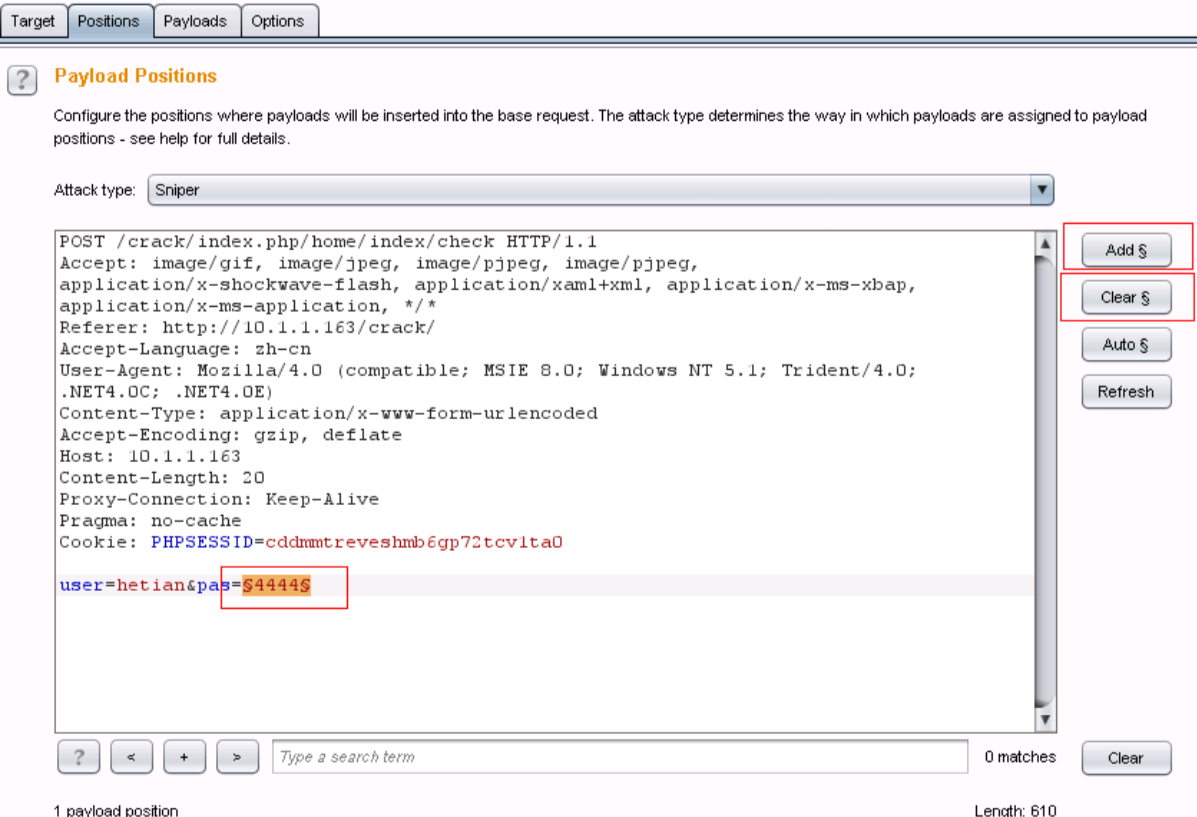 Target Positions Payloads Options
? Payload Positions
Configure the positions where payloads will be inserted into the base request. The attack type determines the way in which payloads are assigned to payload
positions - see help for full details.
Attack type: Sniper
POST /crack/index.php/home/index/check HTTP/1.1
Accept: image/gif, image/jpeg, image/pjpeg, image/pjpeg,
application/x-shockwave-flash, application/xaml+xml, application/x-ms-xbap,
application/x-ms-application, */*
Referer: http://10.1.1.163/crack/
Accept-Language: zh-cn
User-Agent: Mozilla/4.0 (compatible; MSIE 8.0; Windows NT 5.1; Trident/4.0;
.NET4.0C; .NET4.0E)
Content-Type: application/x-www-form-urlencoded
Accept-Encoding: gzip, deflate
Host: 10.1.1.163
Content-Length: 20
Proxy-Connection: Keep-Alive
Pragma: no-cache
Cookie: PHPSESSID=cddmmtreveshmb6gp72tcv1ta0
user=hetian&pas=§4444§
Add §
Clear §
Auto §
Refresh
? < + > Type a search term 0 matches Clear
1 payload position Length: 610